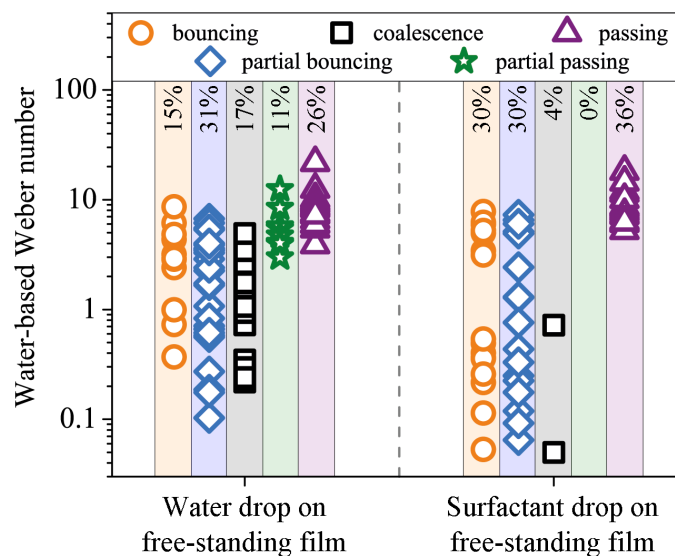 bouncing coalescence passing
partial bouncing partial passing
Water-based Weber number
100
10
1
0.1
15% 31% 17% 11% 26%
30% 30% 4% 0% 36%
Water drop on
free-standing film
Surfactant drop on
free-standing film